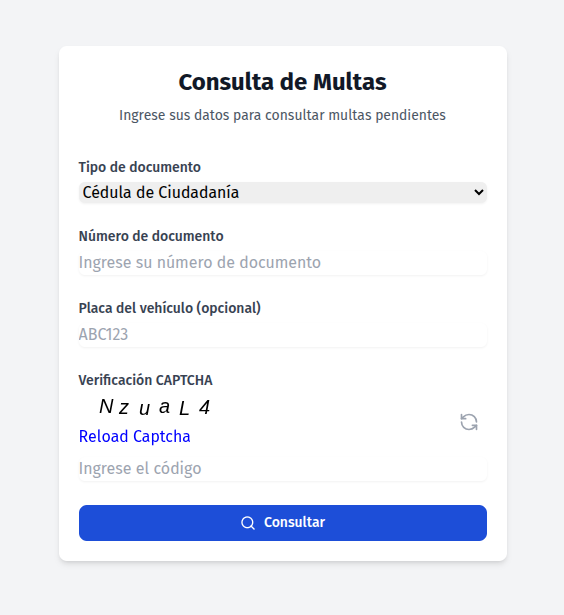 Consulta de Multas
Ingrese sus datos para consultar multas pendientes
Tipo de documento
Cédula de Ciudadanía
Número de documento
Ingrese su número de documento
Placa del vehículo (opcional)
ABC123
Verificación CAPTCHA
N z u a L 4
Reload Captcha
Ingrese el código
Consultar